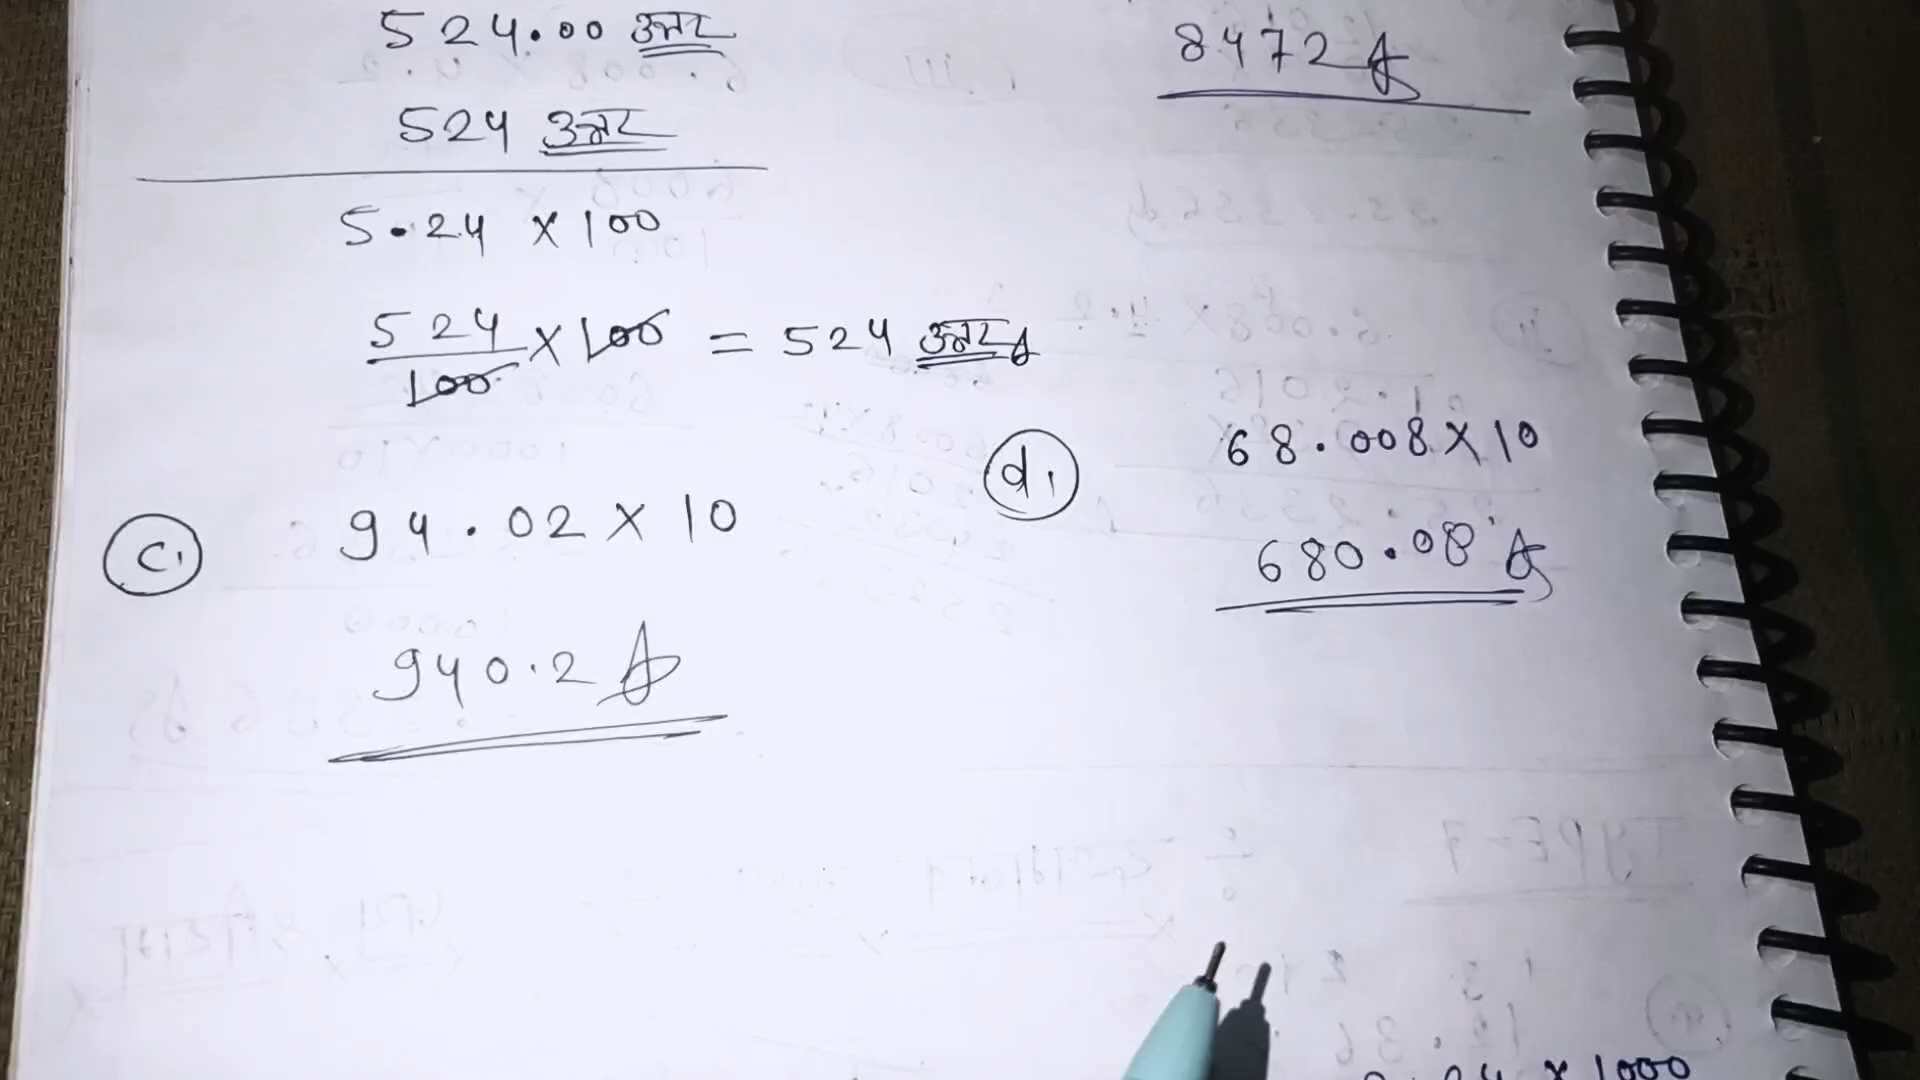 524.00 उत्तर
524 उत्तर
5.24 × 100
524/100 × 100 = 524 उत्तर
c. 94.02 × 10
940.2
8472
d. 68.008 × 10
680.08
× 1000